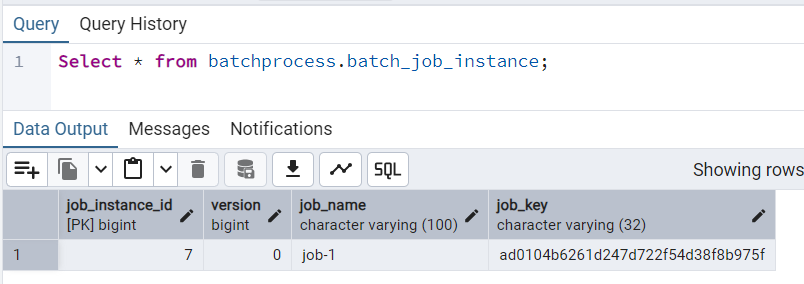 Query Query History
1 Select * from batchprocess.batch_job_instance;
Data Output Messages Notifications
SQL Showing rows
job_instance_id version job_name job_key
[PK] bigint bigint character varying (100) character varying (32)
1 7 0 job-1 ad0104b6261d247d722f54d38f8b975f